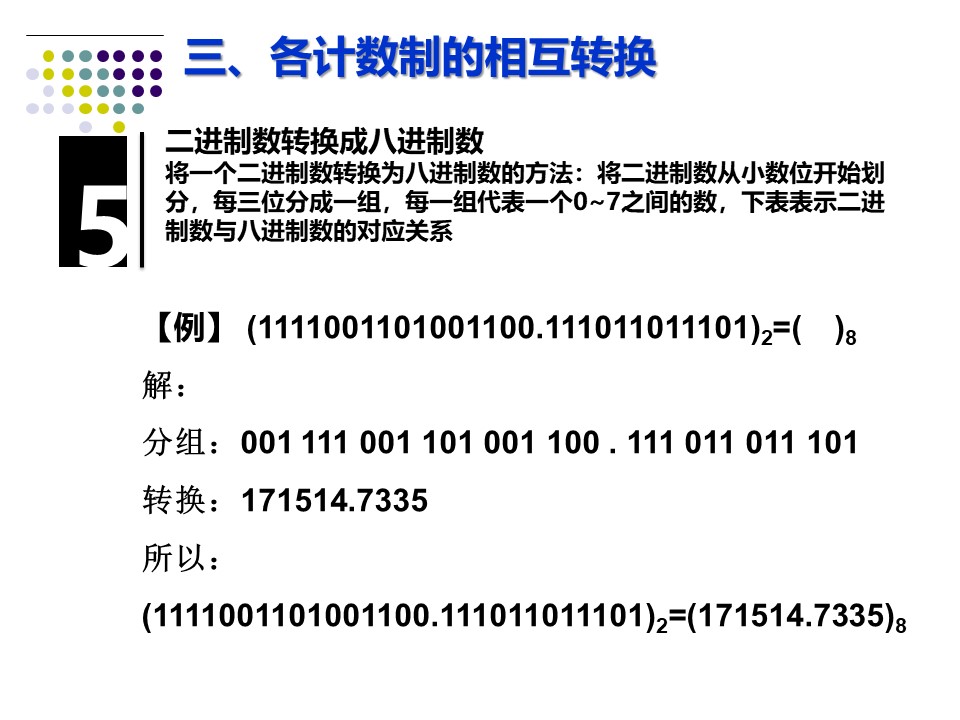 三、各计数制的相互转换
5
二进制数转换成八进制数
将一个二进制数转换为八进制数的方法：将二进制数从小数位开始划
分，每三位分成一组，每一组代表一个0~7之间的数，下表表示二进
制数与八进制数的对应关系
【例】 (1111001101001100.111011011101)₂=( )₈
解：
分组：001 111 001 101 001 100 . 111 011 011 101
转换：171514.7335
所以：
(1111001101001100.111011011101)₂=(171514.7335)₈